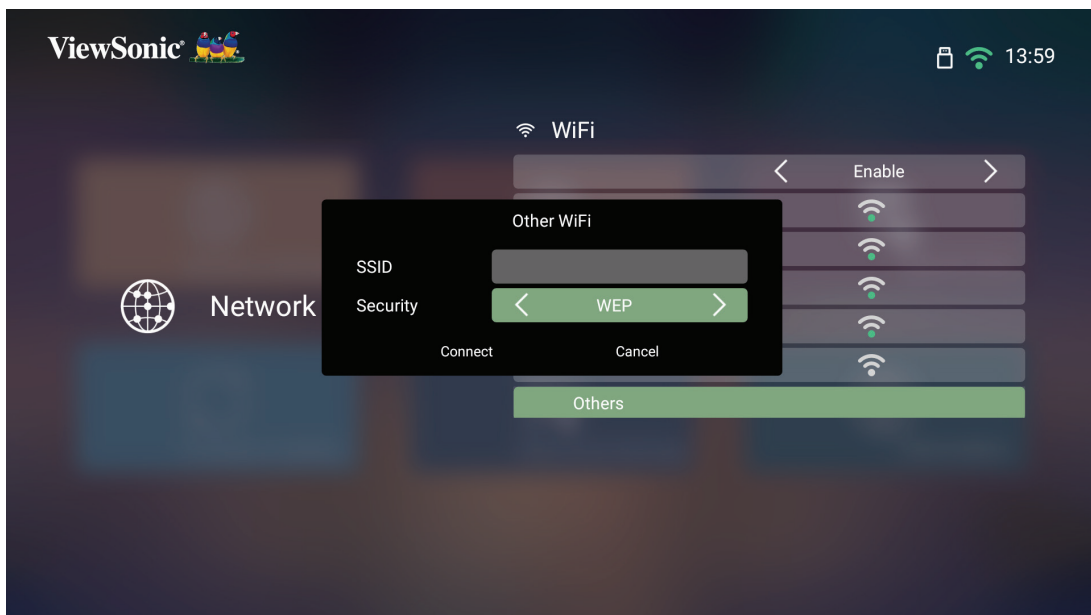 ViewSonic®
13:59
WiFi
Enable
Other WiFi
SSID
Network
Security
WEP
Connect
Cancel
Others